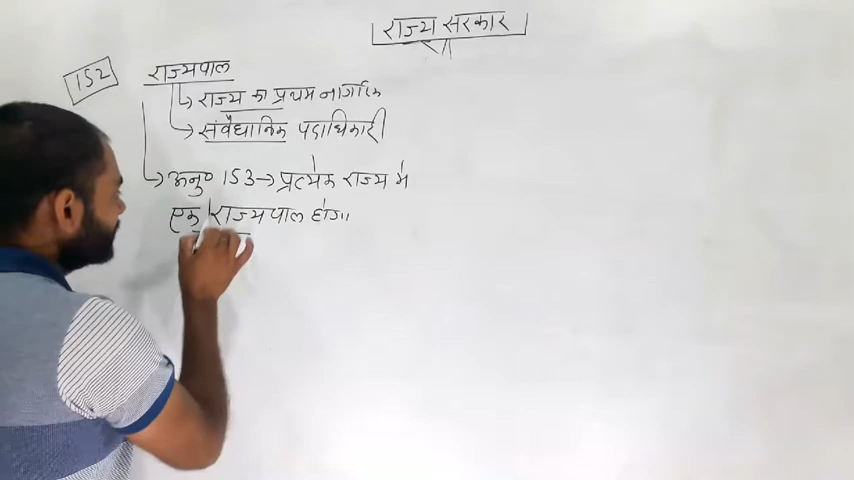 राज्य सरकार
152 राज्यपाल
राज्य का प्रथम नागरिक
संवैधानिक पदाधिकारी
अनु० 153 → प्रत्येक राज्य में
एक राज्यपाल होगा